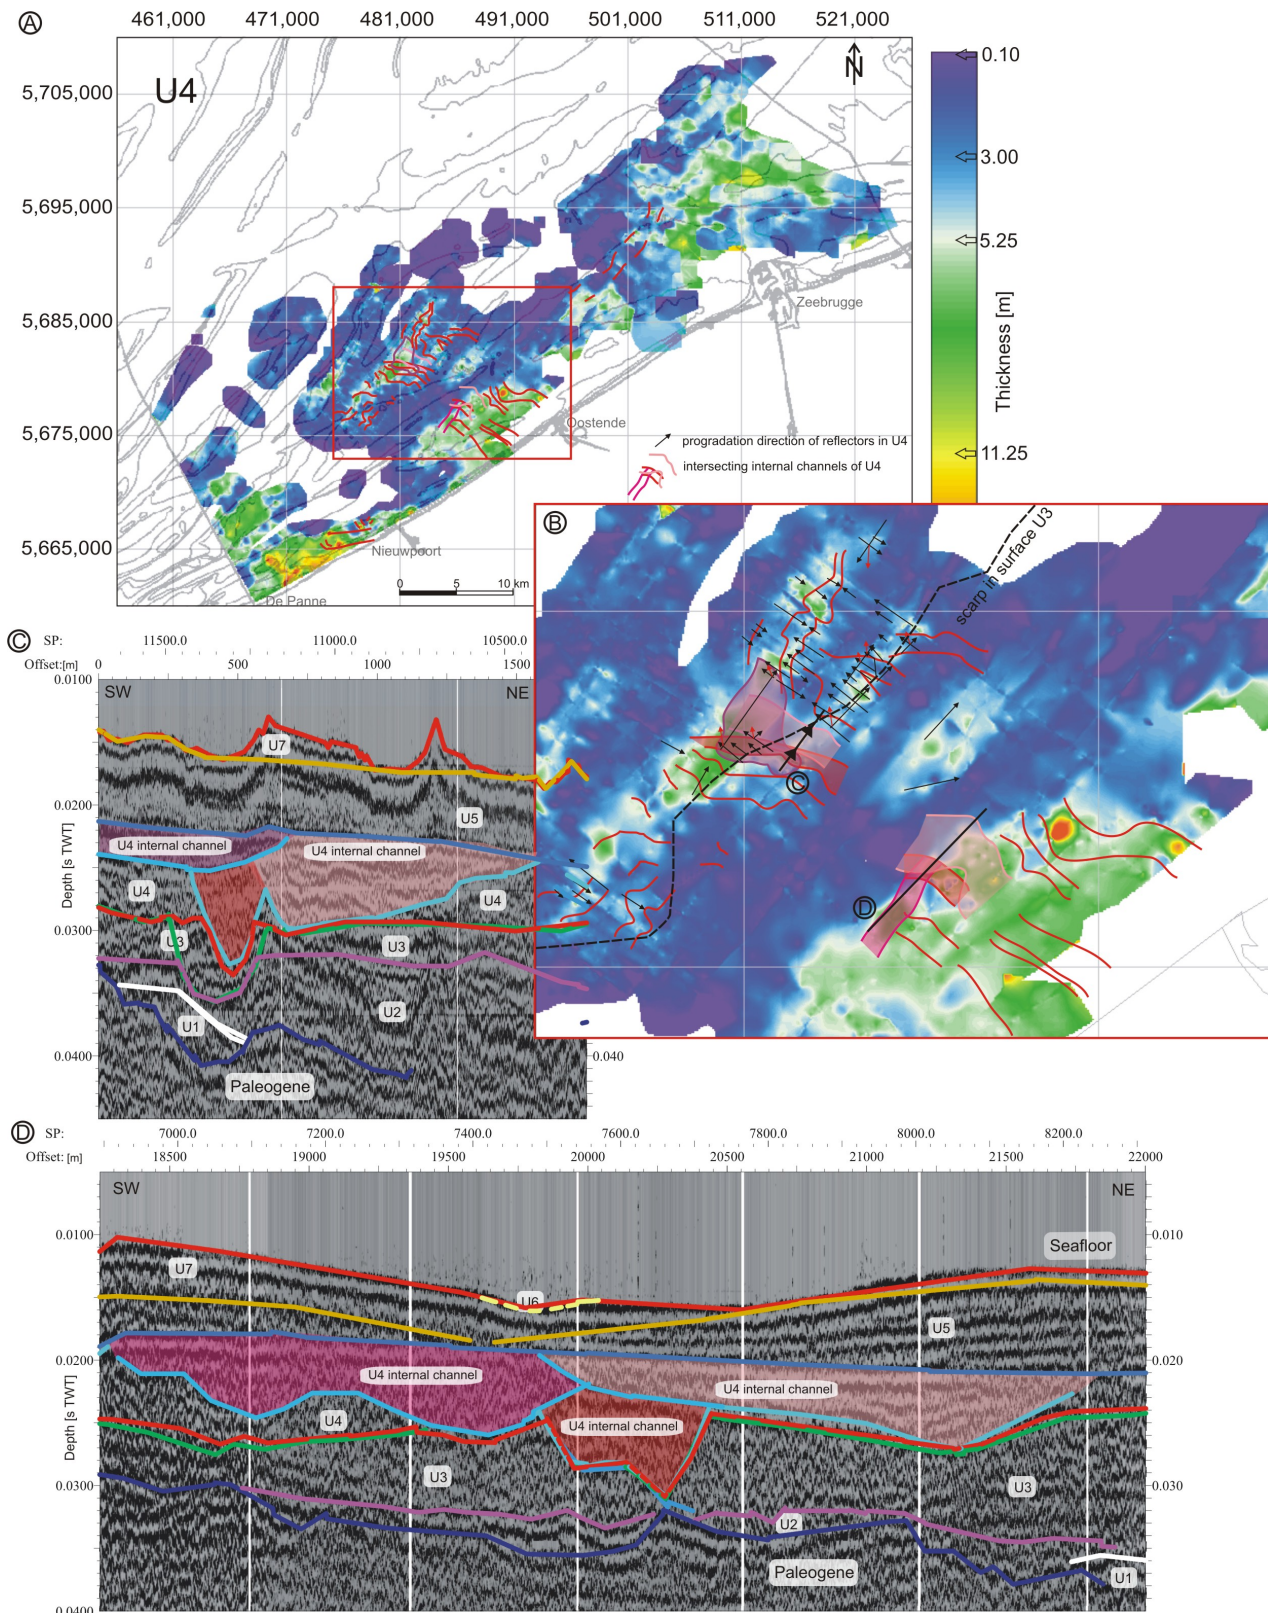 A
461,000 471,000 481,000 491,000 501,000 511,000 521,000
N
U4
5,705,000
5,695,000
5,685,000
5,675,000
5,665,000
Zeebrugge
Oostende
Nieuwpoort
De Panne
progradation direction of reflectors in U4
intersecting internal channels of U4
0 5 10 km
0.10
3.00
5.25
11.25
Thickness [m]
B
scarp in surface U3
C
D
C SP: 11500.0 11000.0 10500.0
Offset:[m] 0 500 1000 1500
SW NE
0.0100
0.0200
0.0300
0.0400
0.040
Depth [s TWT]
U7
U5
U4 internal channel
U4 internal channel
U4
U4
U3
U3
U2
U1
Paleogene
D SP: 7000.0 7200.0 7400.0 7600.0 7800.0 8000.0 8200.0
Offset: [m] 18500 19000 19500 20000 20500 21000 21500 22000
SW NE
0.0100
0.0200
0.0300
0.0400
Depth [s TWT]
0.010
0.020
0.030
Seafloor
U7
U6
U5
U4 internal channel
U4 internal channel
U4 internal channel
U4
U3
U3
U2
U1
Paleogene